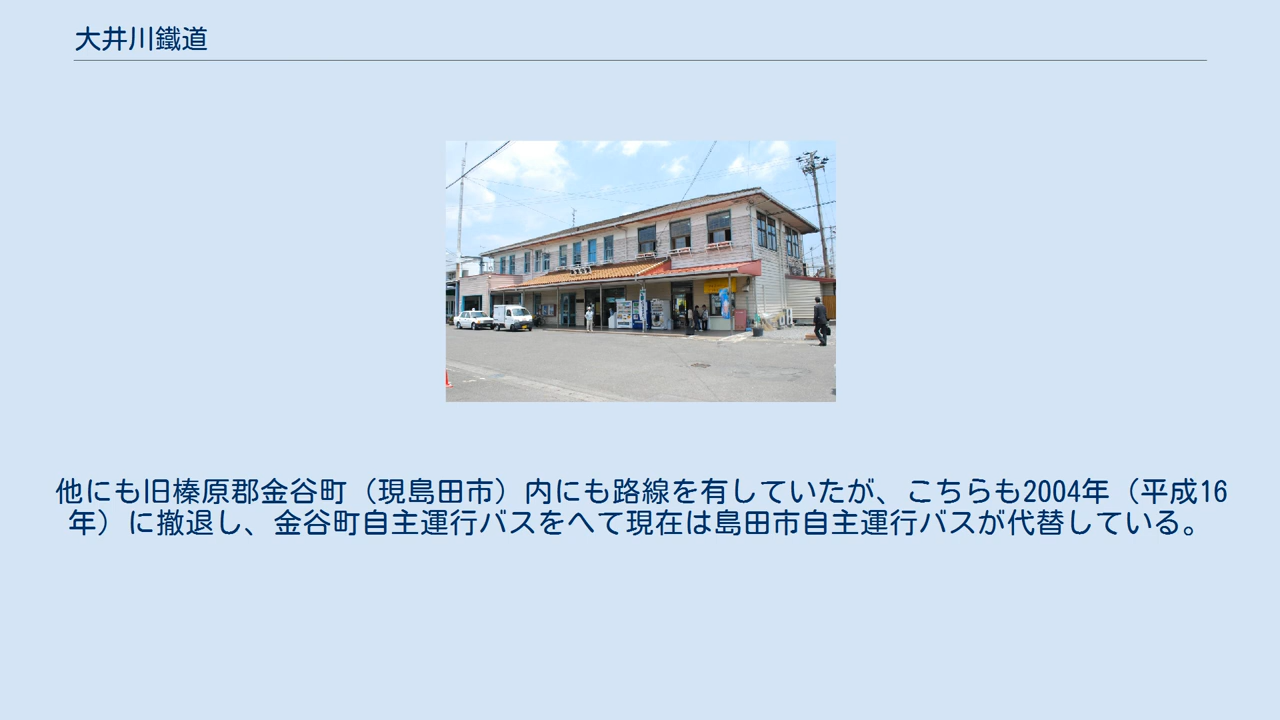 大井川鐵道
他にも旧榛原郡金谷町（現島田市）内にも路線を有していたが、こちらも2004年（平成16
年）に撤退し、金谷町自主運行バスをへて現在は島田市自主運行バスが代替している。